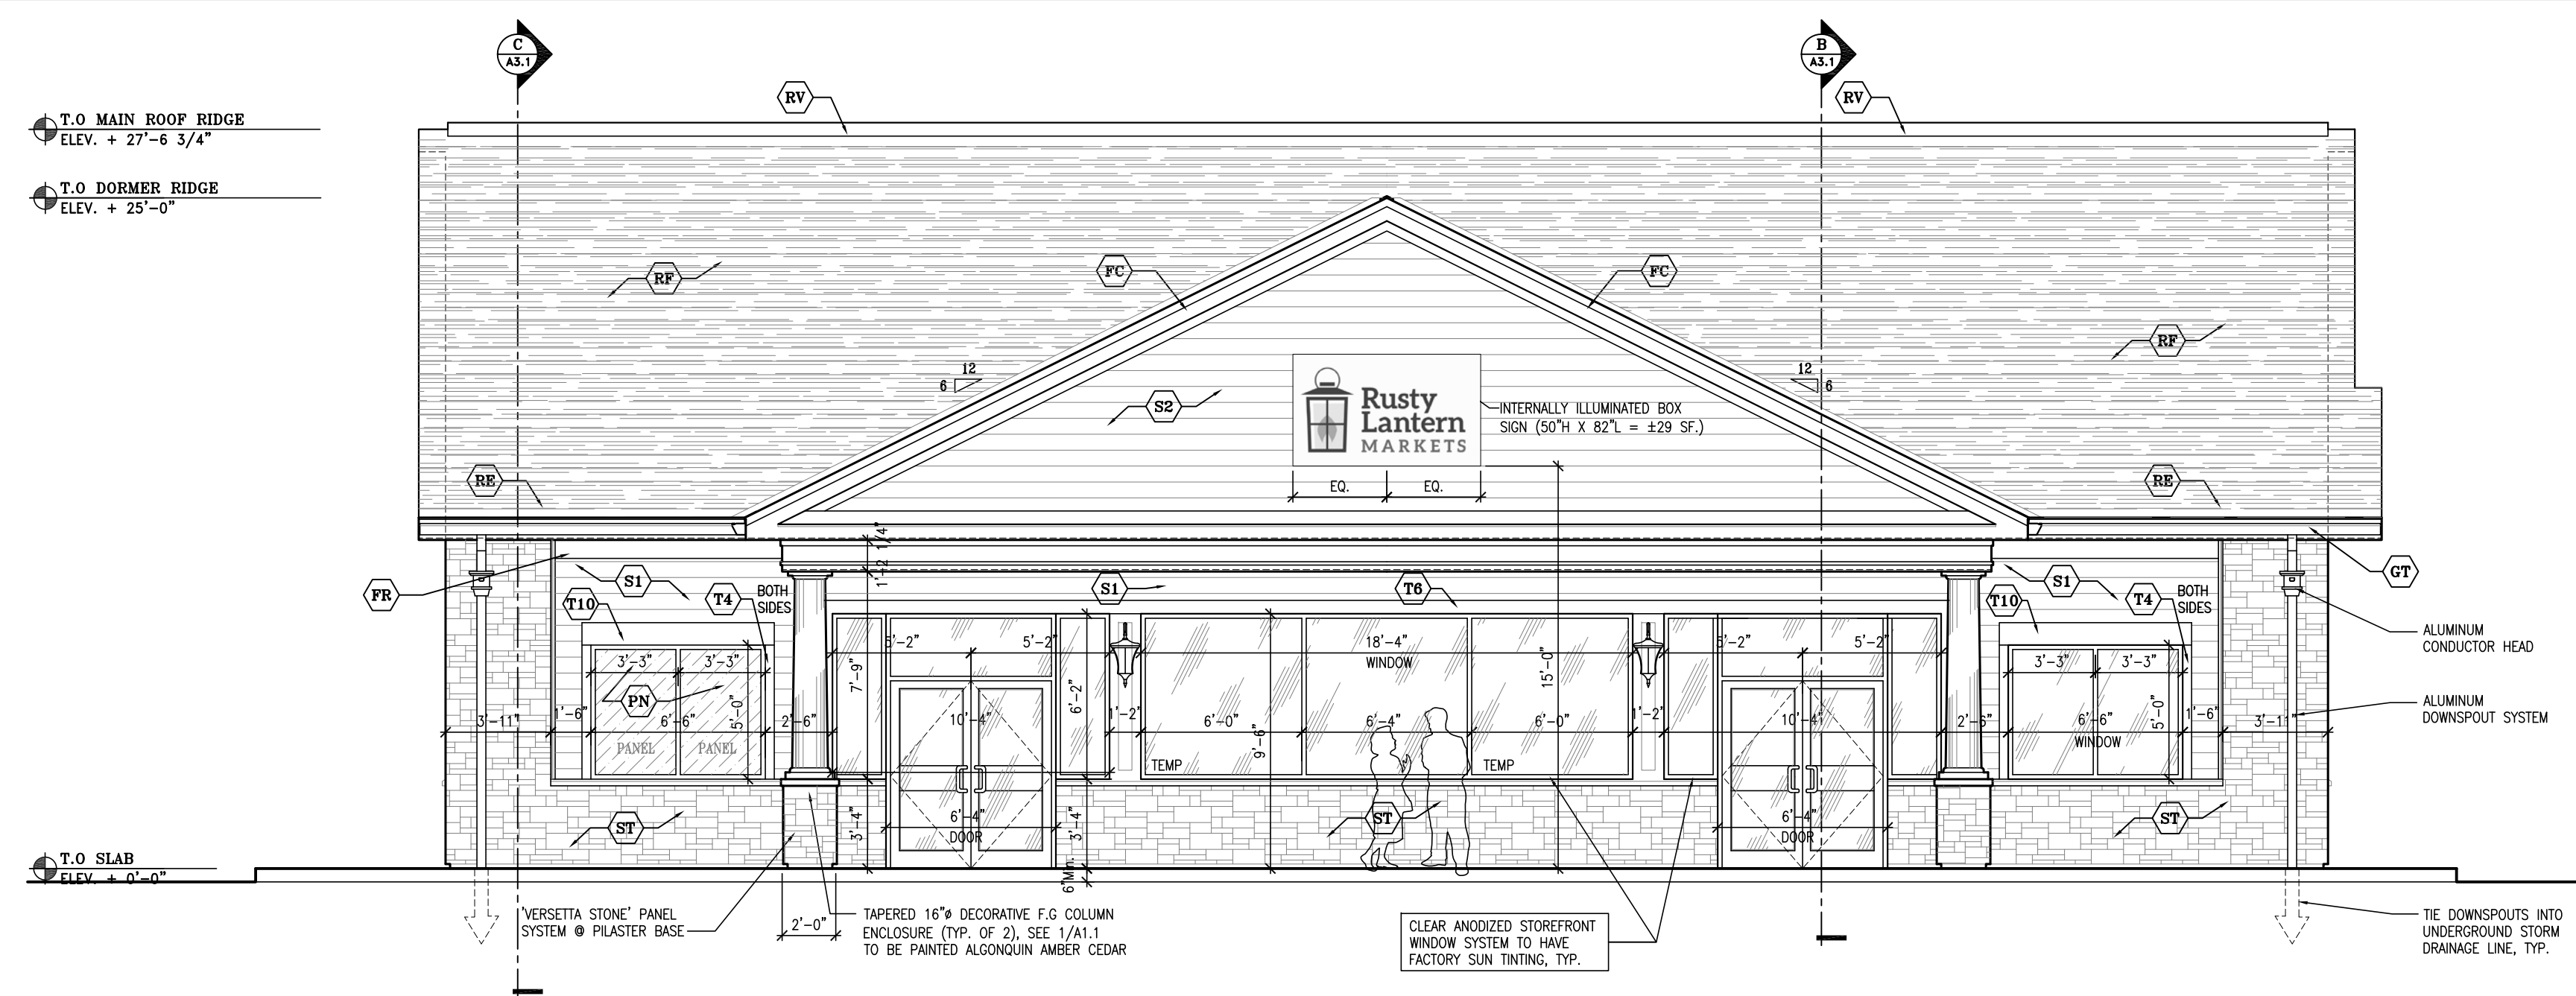 C
A3.1
B
A3.1
RV
RV
T.O MAIN ROOF RIDGE
ELEV. + 27'-6 3/4"
T.O DORMER RIDGE
ELEV. + 25'-0"
RF
FC
FC
RF
12
6
12
6
S2
Rusty
Lantern
MARKETS
INTERNALLY ILLUMINATED BOX
SIGN (50"H X 82"L = ±29 SF.)
EQ.
EQ.
RE
RE
1'-2 1/4"
FR
S1
T10
T4
BOTH
SIDES
S1
T6
S1
T10
T4
BOTH
SIDES
GT
ALUMINUM
CONDUCTOR HEAD
5'-2"
5'-2"
18'-4"
WINDOW
5'-2"
5'-2"
3'-3"
3'-3"
PN
5'-0"
7'-9"
6'-2"
15'-0"
3'-3"
3'-3"
5'-0"
ALUMINUM
DOWNSPOUT SYSTEM
3'-11"
1'-6"
6'-6"
2'-6"
10'-4"
1'-2"
6'-0"
6'-4"
6'-0"
1'-2"
10'-4"
2'-6"
6'-6"
WINDOW
1'-6"
3'-11"
PANEL
PANEL
9'-6"
TEMP
TEMP
ST
3'-4"
6'-4"
DOOR
3'-4"
ST
6'-4"
DOOR
ST
T.O SLAB
ELEV. + 0'-0"
6"Min.
'VERSETTA STONE' PANEL
SYSTEM @ PILASTER BASE
2'-0"
TAPERED 16"ø DECORATIVE F.G COLUMN
ENCLOSURE (TYP. OF 2), SEE 1/A1.1
TO BE PAINTED ALGONQUIN AMBER CEDAR
CLEAR ANODIZED STOREFRONT
WINDOW SYSTEM TO HAVE
FACTORY SUN TINTING, TYP.
TIE DOWNSPOUTS INTO
UNDERGROUND STORM
DRAINAGE LINE, TYP.